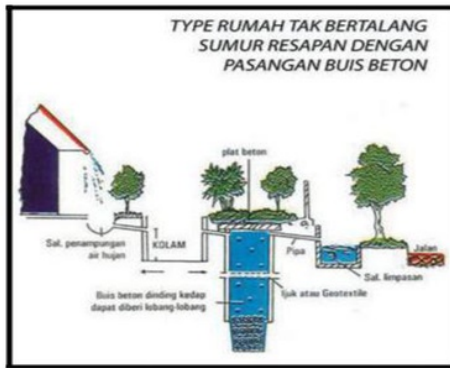 TYPE RUMAH TAK BERTALANG
SUMUR RESAPAN DENGAN
PASANGAN BUIS BETON
plat beton
Sal. penampungan
air hujan
KOLAM
Pipa
Jalan
Sal. limpasan
Buis beton dinding kedap
dapat diberi lobang-lobang
Ijuk atau Geotextile